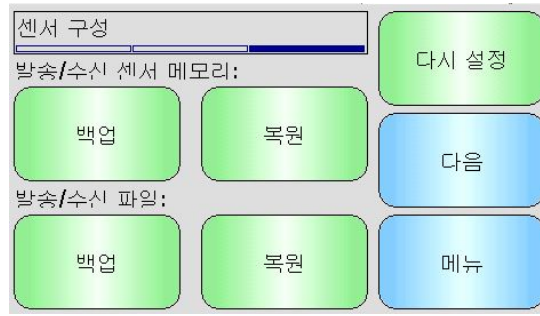 센서 구성
다시 설정
발송/수신 센서 메모리:
백업
복원
다음
발송/수신 파일:
백업
복원
메뉴